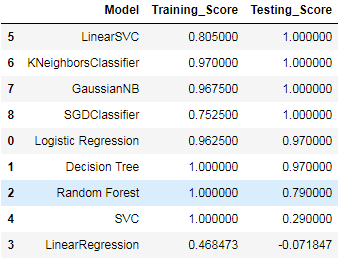 Model Training_Score Testing_Score
5 LinearSVC 0.805000 1.000000
6 KNeighborsClassifier 0.970000 1.000000
7 GaussianNB 0.967500 1.000000
8 SGDClassifier 0.752500 1.000000
0 Logistic Regression 0.962500 0.970000
1 Decision Tree 1.000000 0.970000
2 Random Forest 1.000000 0.790000
4 SVC 1.000000 0.290000
3 LinearRegression 0.468473 -0.071847